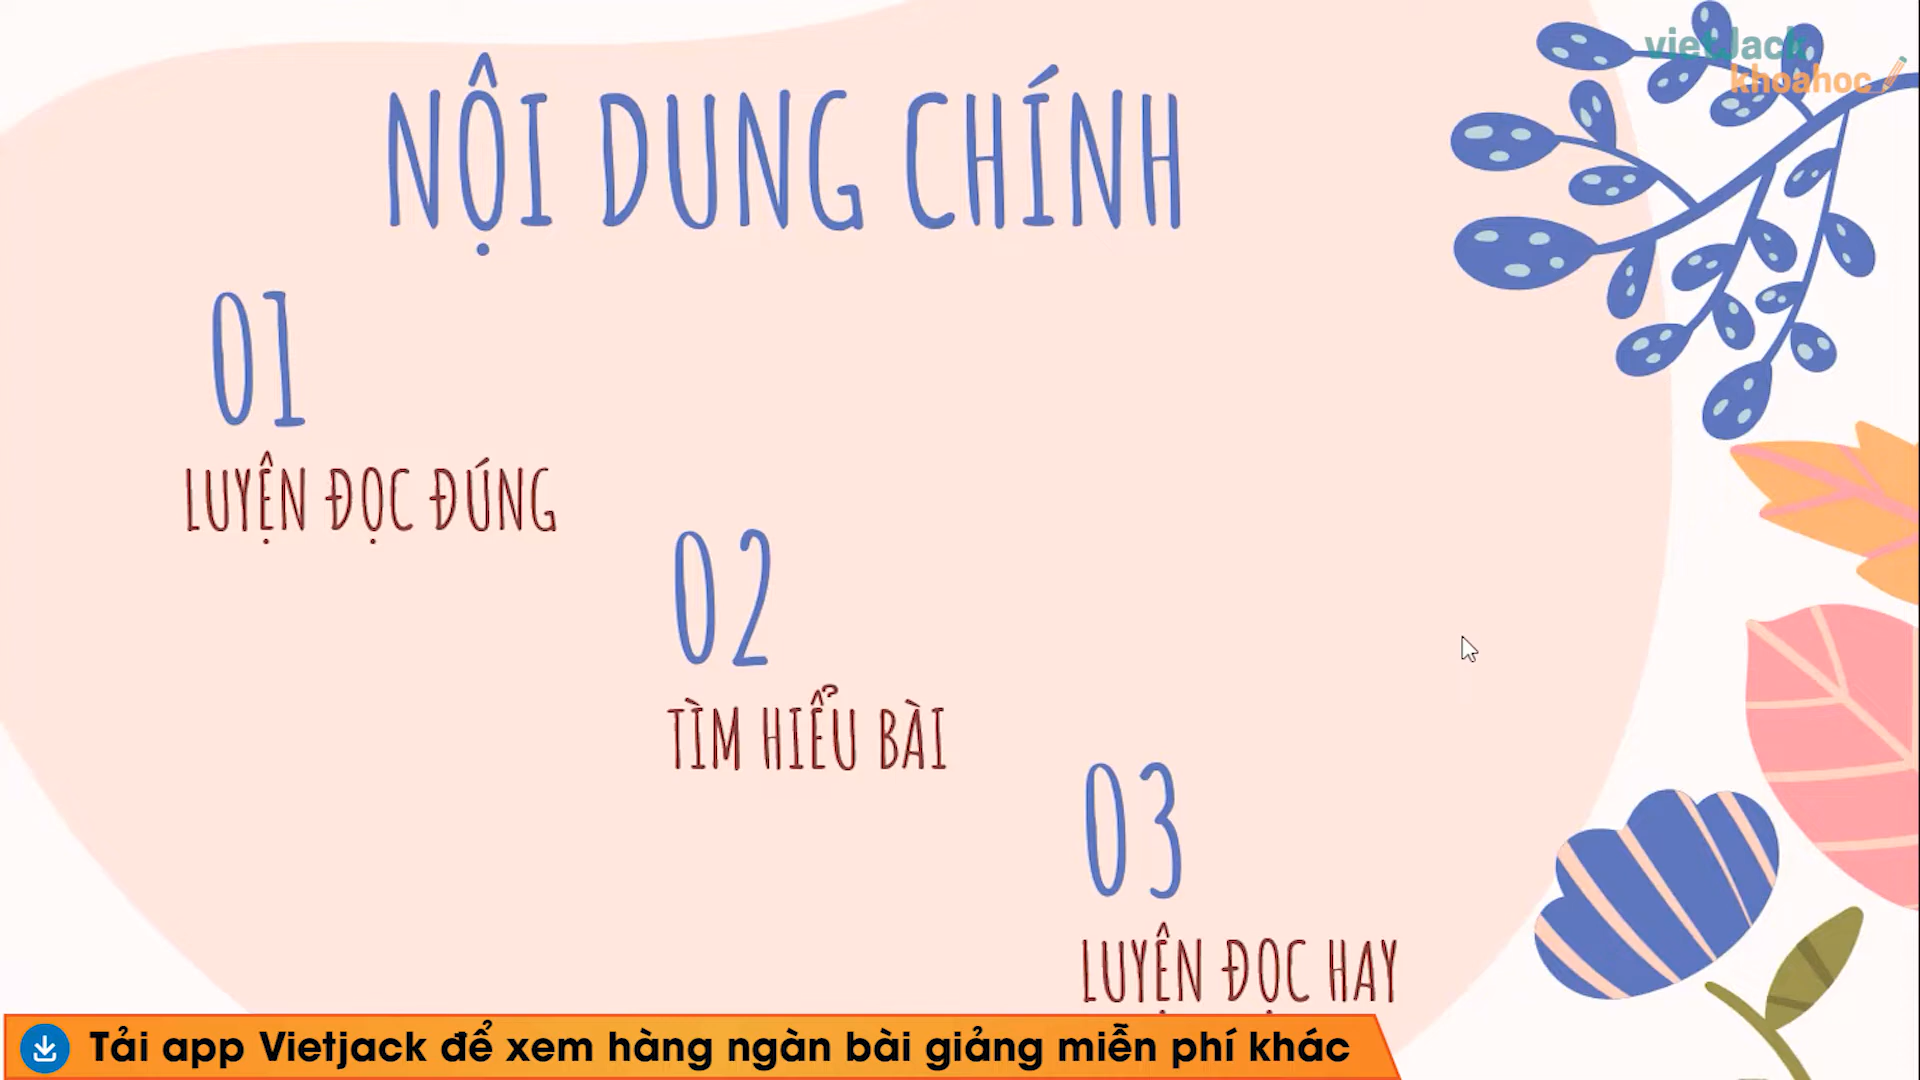 vietJack
khoahoc
NỘI DUNG CHÍNH
01
LUYỆN ĐỌC ĐÚNG
02
TÌM HIỂU BÀI
03
LUYỆN ĐỌC HAY
Tải app Vietjack để xem hàng ngàn bài giảng miễn phí khác